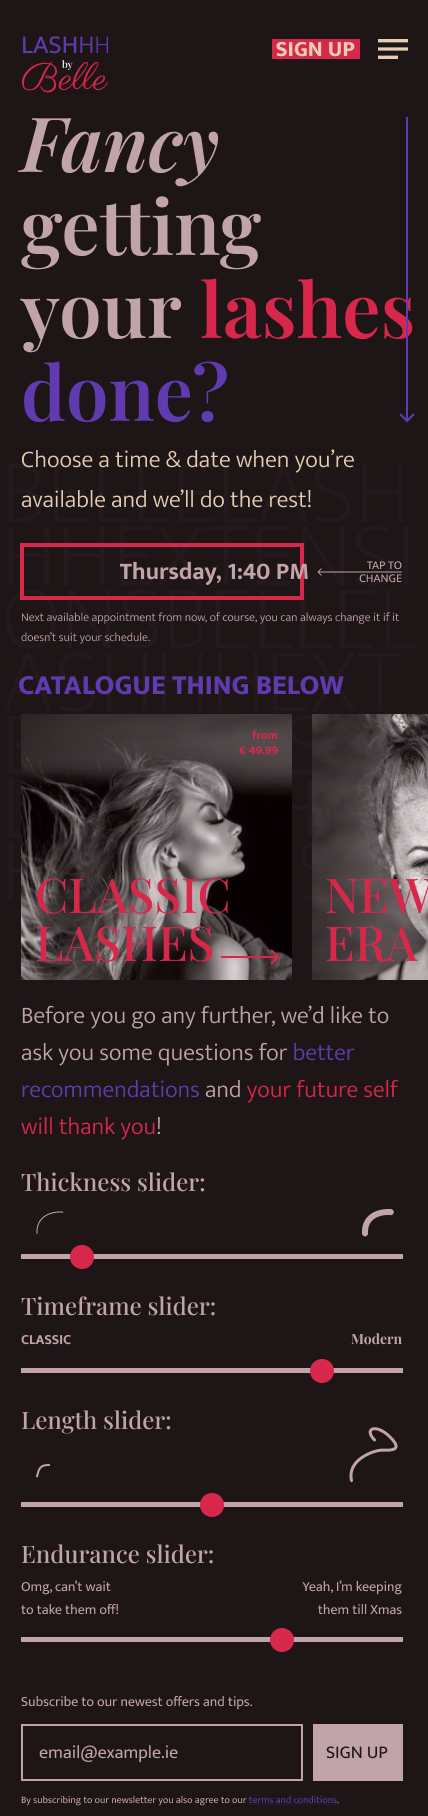 LASHHH
by
Belle
SIGN UP
Fancy
getting
your lashes
done?
Choose a time & date when you’re
available and we’ll do the rest!
Thursday, 1:40 PM
TAP TO
CHANGE
Next available appointment from now, of course, you can always change it if it
doesn’t suit your schedule.
CATALOGUE THING BELOW
from
€ 49.99
CLASSIC
LASHES
NEW
ERA
Before you go any further, we’d like to
ask you some questions for better
recommendations and your future self
will thank you!
Thickness slider:
Timeframe slider:
CLASSIC
Modern
Length slider:
Endurance slider:
Omg, can’t wait
to take them off!
Yeah, I’m keeping
them till Xmas
Subscribe to our newest offers and tips.
email@example.ie
SIGN UP
By subscribing to our newsletter you also agree to our terms and conditions.